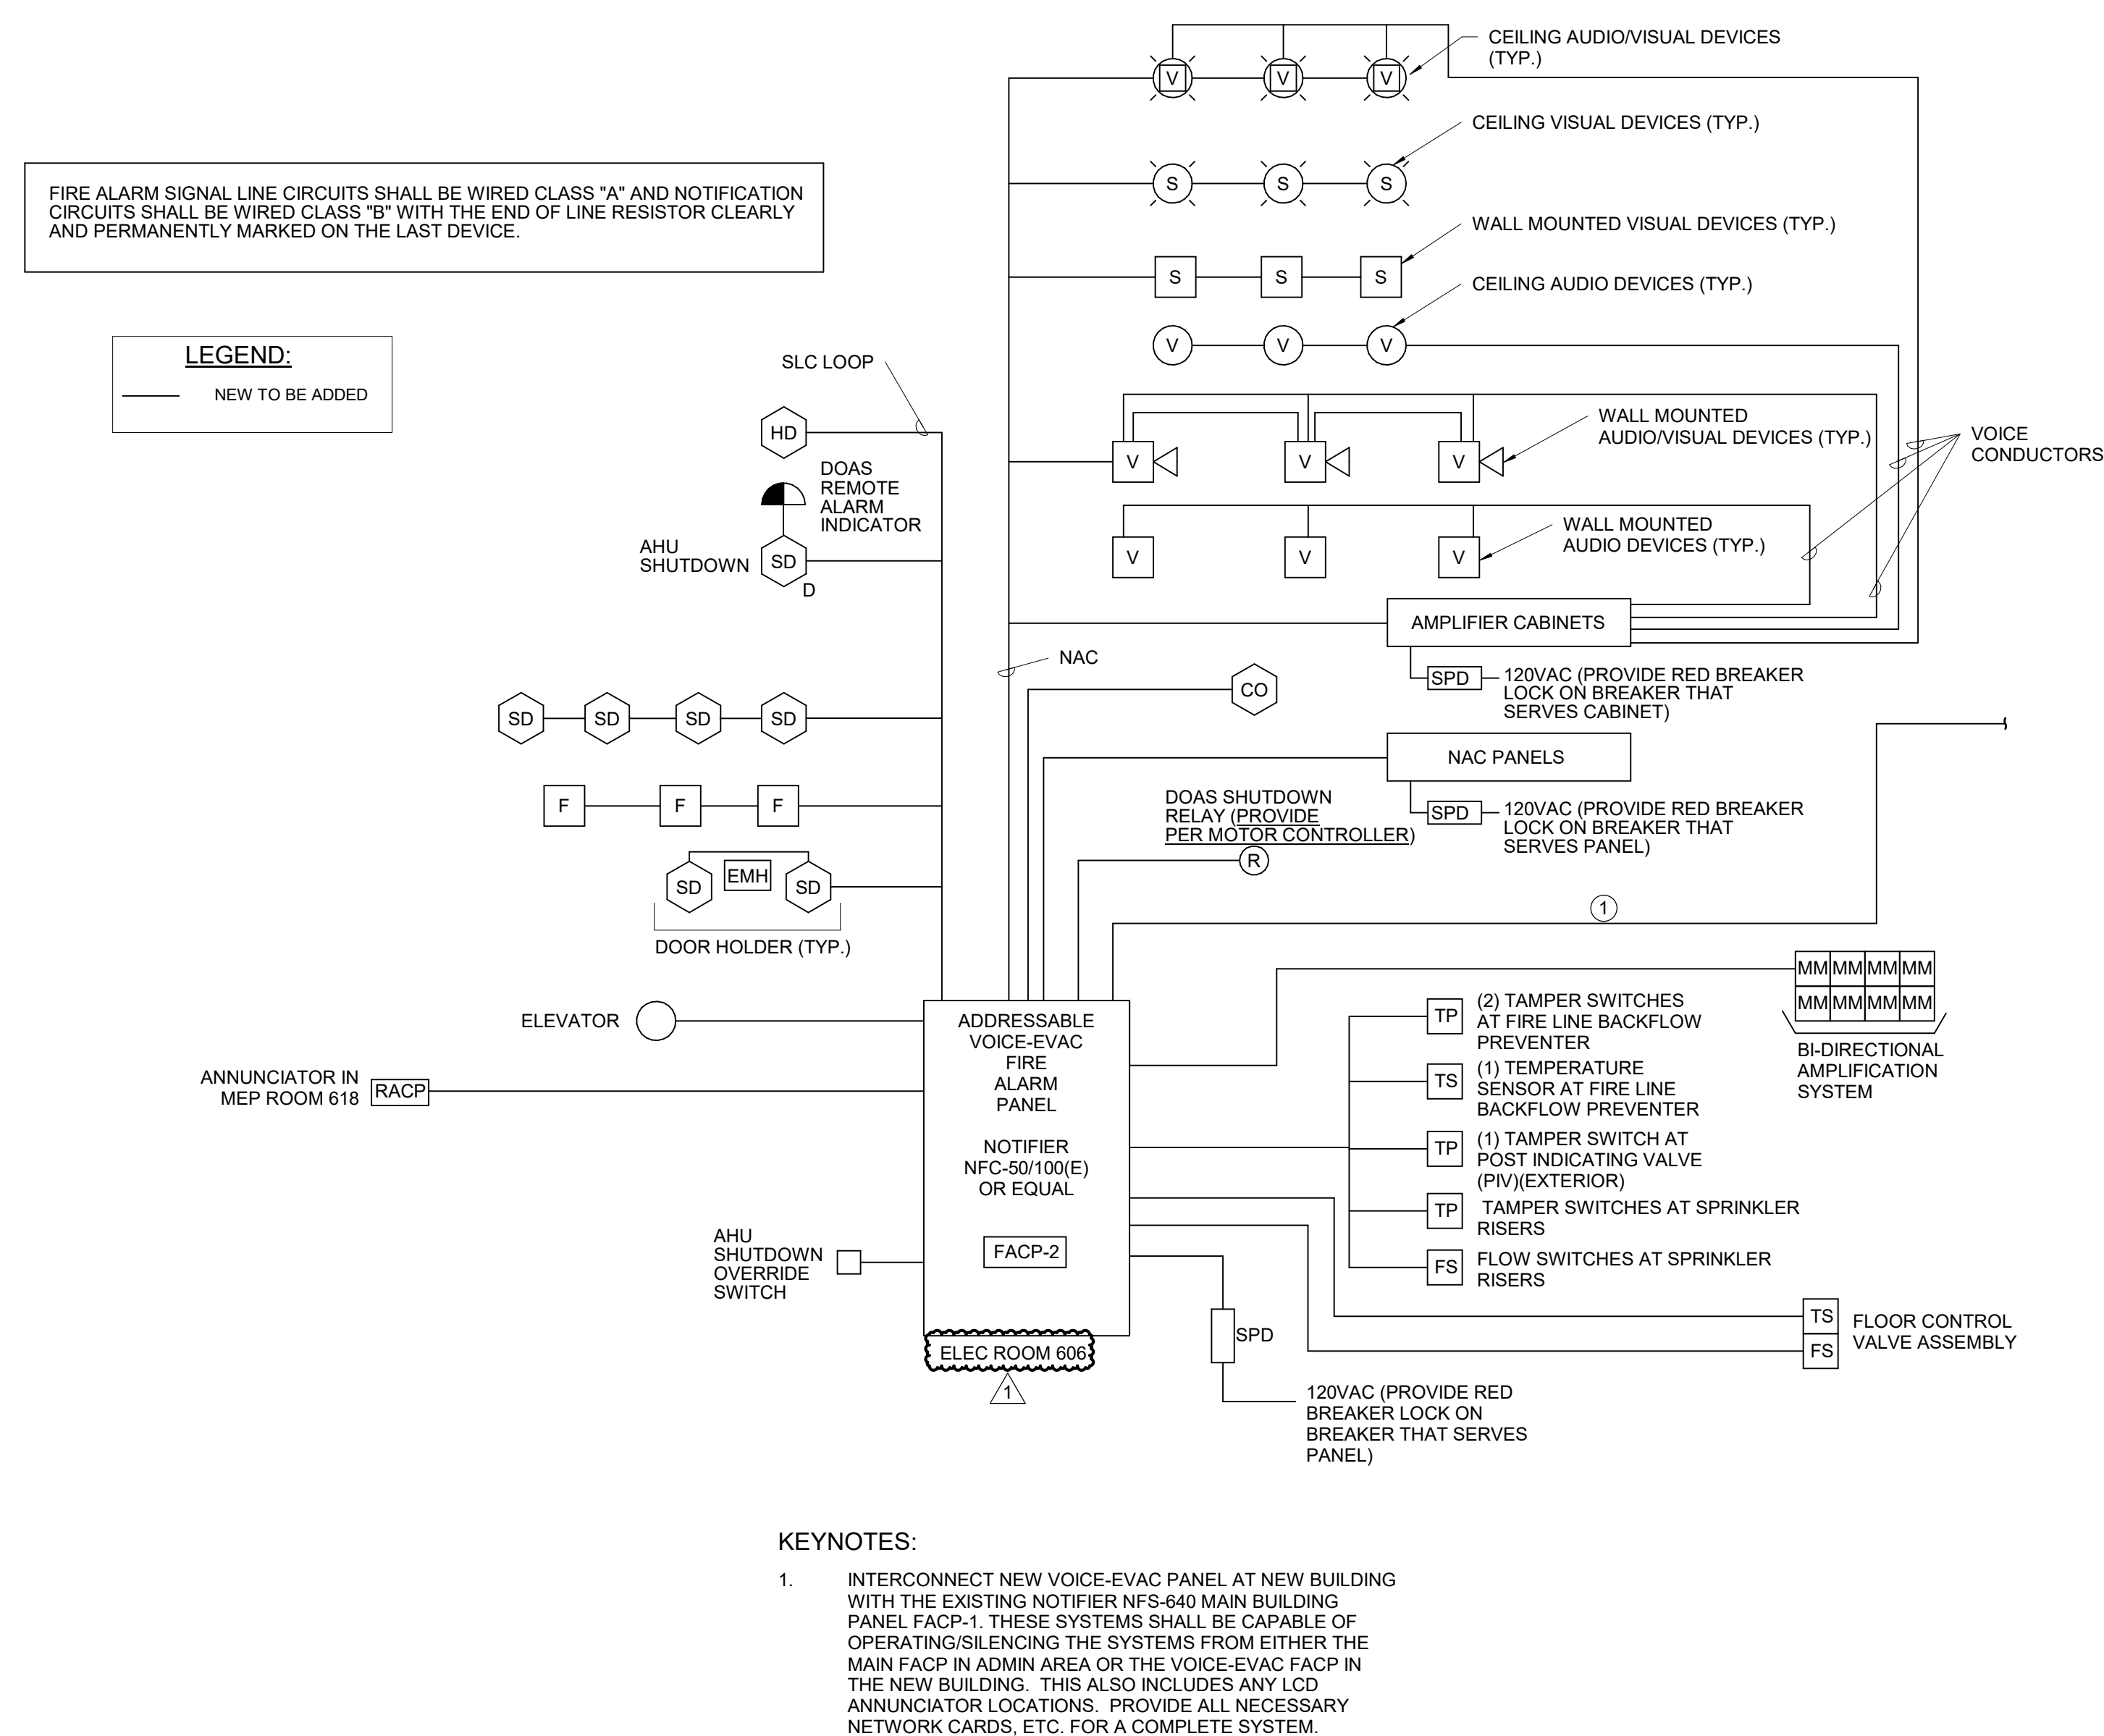 CEILING AUDIO/VISUAL DEVICES
(TYP.)
V
V
V
CEILING VISUAL DEVICES (TYP.)
S
S
S
FIRE ALARM SIGNAL LINE CIRCUITS SHALL BE WIRED CLASS "A" AND NOTIFICATION
CIRCUITS SHALL BE WIRED CLASS "B" WITH THE END OF LINE RESISTOR CLEARLY
AND PERMANENTLY MARKED ON THE LAST DEVICE.
WALL MOUNTED VISUAL DEVICES (TYP.)
S
S
S
CEILING AUDIO DEVICES (TYP.)
V
V
V
LEGEND:
NEW TO BE ADDED
SLC LOOP
HD
DOAS
REMOTE
ALARM
INDICATOR
AHU
SHUTDOWN
SD
D
WALL MOUNTED
AUDIO/VISUAL DEVICES (TYP.)
V
V
V
VOICE
CONDUCTORS
WALL MOUNTED
AUDIO DEVICES (TYP.)
V
V
V
AMPLIFIER CABINETS
SPD
120VAC (PROVIDE RED BREAKER
LOCK ON BREAKER THAT
SERVES CABINET)
NAC
CO
SD
SD
SD
SD
NAC PANELS
SPD
120VAC (PROVIDE RED BREAKER
LOCK ON BREAKER THAT
SERVES PANEL)
DOAS SHUTDOWN
RELAY (PROVIDE
PER MOTOR CONTROLLER)
R
F
F
F
SD
EMH
SD
DOOR HOLDER (TYP.)
1
MM MM MM MM
MM MM MM MM
BI-DIRECTIONAL
AMPLIFICATION
SYSTEM
ELEVATOR
ANNUNCIATOR IN
MEP ROOM 618
RACP
ADDRESSABLE
VOICE-EVAC
FIRE
ALARM
PANEL
NOTIFIER
NFC-50/100(E)
OR EQUAL
FACP-2
ELEC ROOM 606
1
AHU
SHUTDOWN
OVERRIDE
SWITCH
TP
(2) TAMPER SWITCHES
AT FIRE LINE BACKFLOW
PREVENTER
TS
(1) TEMPERATURE
SENSOR AT FIRE LINE
BACKFLOW PREVENTER
TP
(1) TAMPER SWITCH AT
POST INDICATING VALVE
(PIV)(EXTERIOR)
TP
TAMPER SWITCHES AT SPRINKLER
RISERS
FS
FLOW SWITCHES AT SPRINKLER
RISERS
TS
FS
FLOOR CONTROL
VALVE ASSEMBLY
SPD
120VAC (PROVIDE RED
BREAKER LOCK ON
BREAKER THAT SERVES
PANEL)
KEYNOTES:
1. INTERCONNECT NEW VOICE-EVAC PANEL AT NEW BUILDING
WITH THE EXISTING NOTIFIER NFS-640 MAIN BUILDING
PANEL FACP-1. THESE SYSTEMS SHALL BE CAPABLE OF
OPERATING/SILENCING THE SYSTEMS FROM EITHER THE
MAIN FACP IN ADMIN AREA OR THE VOICE-EVAC FACP IN
THE NEW BUILDING. THIS ALSO INCLUDES ANY LCD
ANNUNCIATOR LOCATIONS. PROVIDE ALL NECESSARY
NETWORK CARDS, ETC. FOR A COMPLETE SYSTEM.